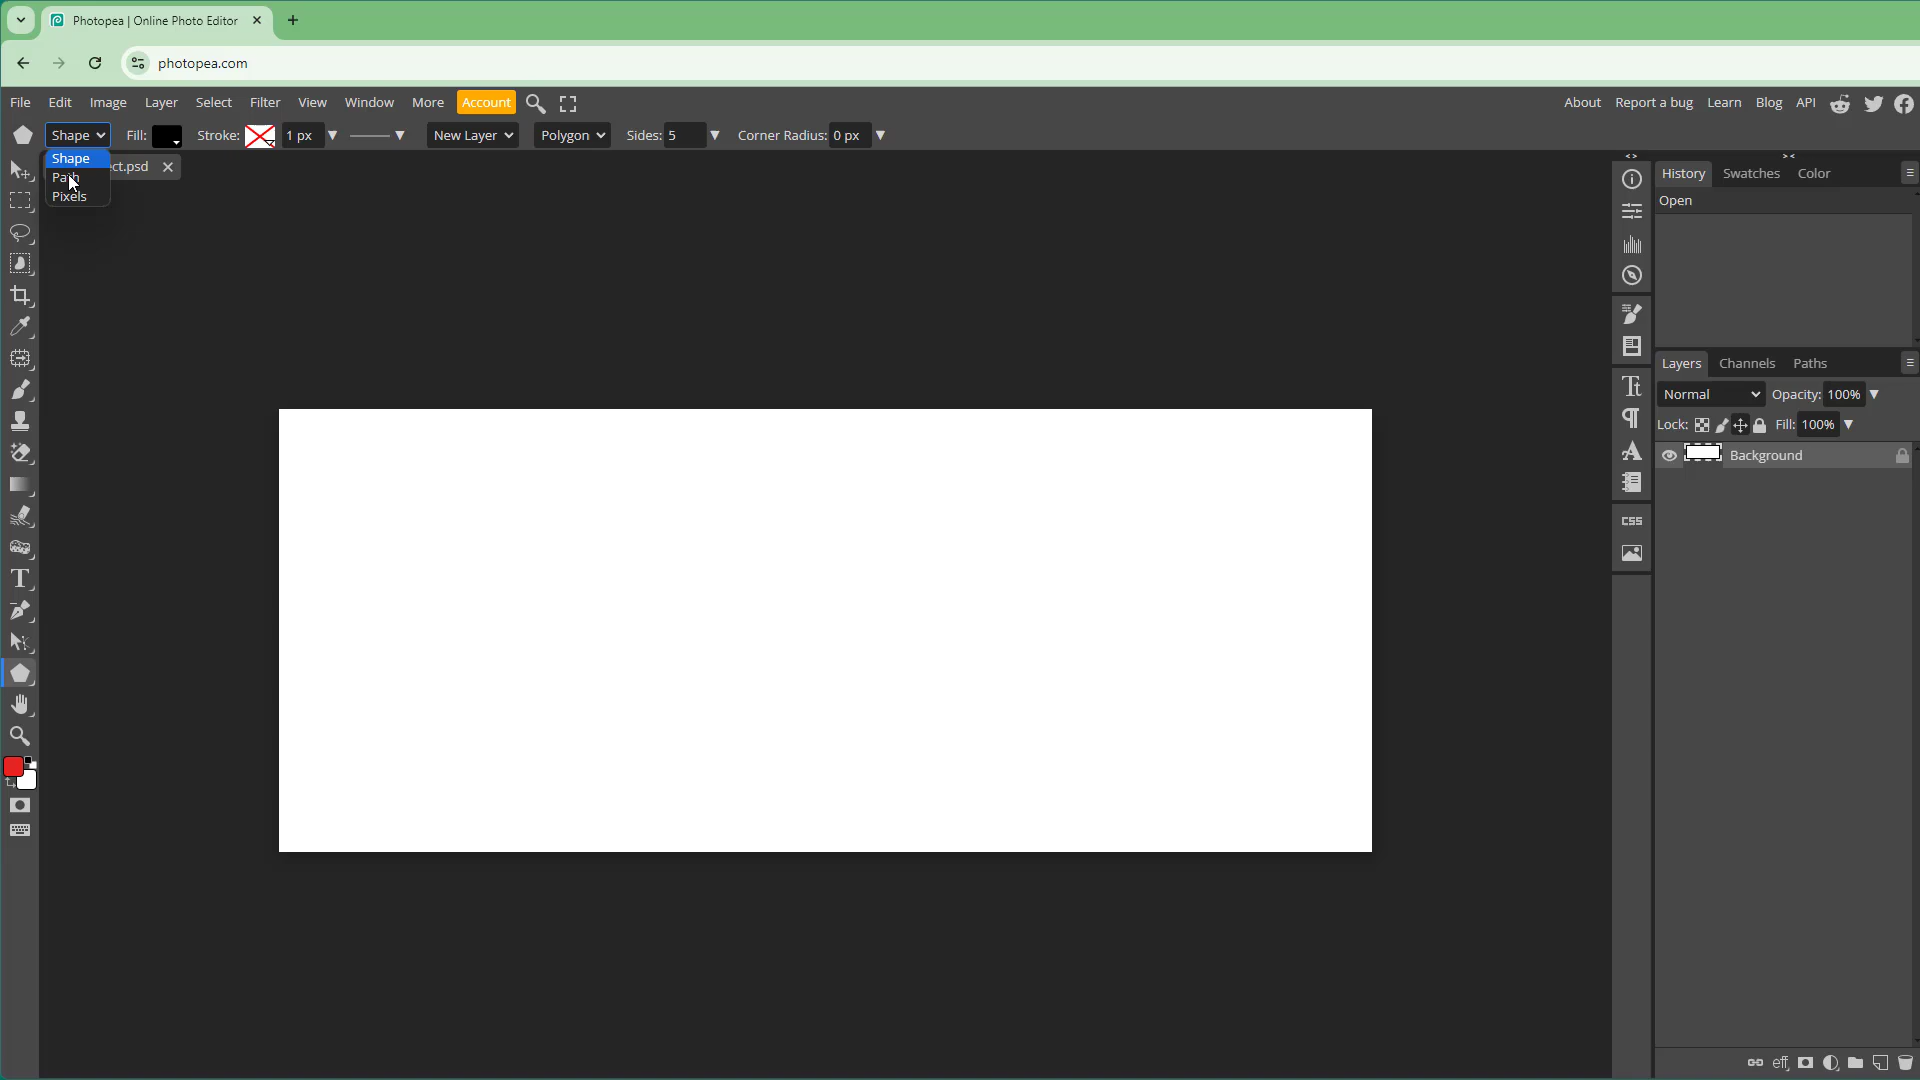 Photopea | Online Photo Editor
photopea.com
File Edit Image Layer Select Filter View Window More Account About Report a bug Learn Blog API
Shape Fill: Stroke: 1 px New Layer Polygon Sides: 5 Corner Radius: 0 px
Shape
ect.psd
Path
Pixels
History Swatches Color
Open
Layers Channels Paths
Normal Opacity: 100%
Lock: Fill: 100%
Background
CSS
eff